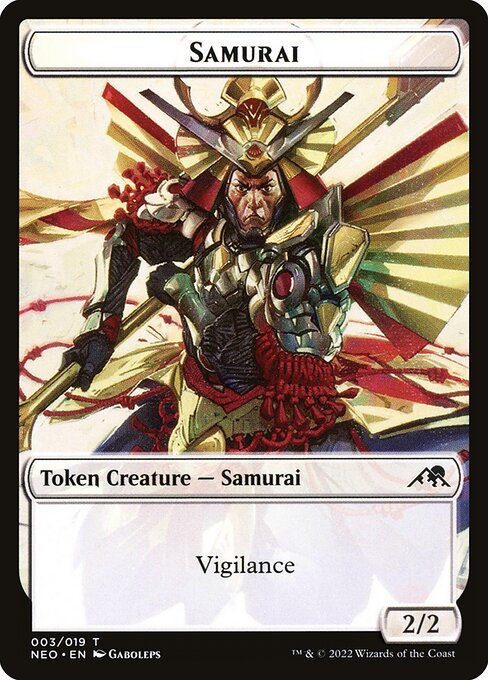 Samurai
Token Creature — Samurai
Vigilance
2/2
003/019 T
NEO • EN Gaboleps
™ & © 2022 Wizards of the Coast